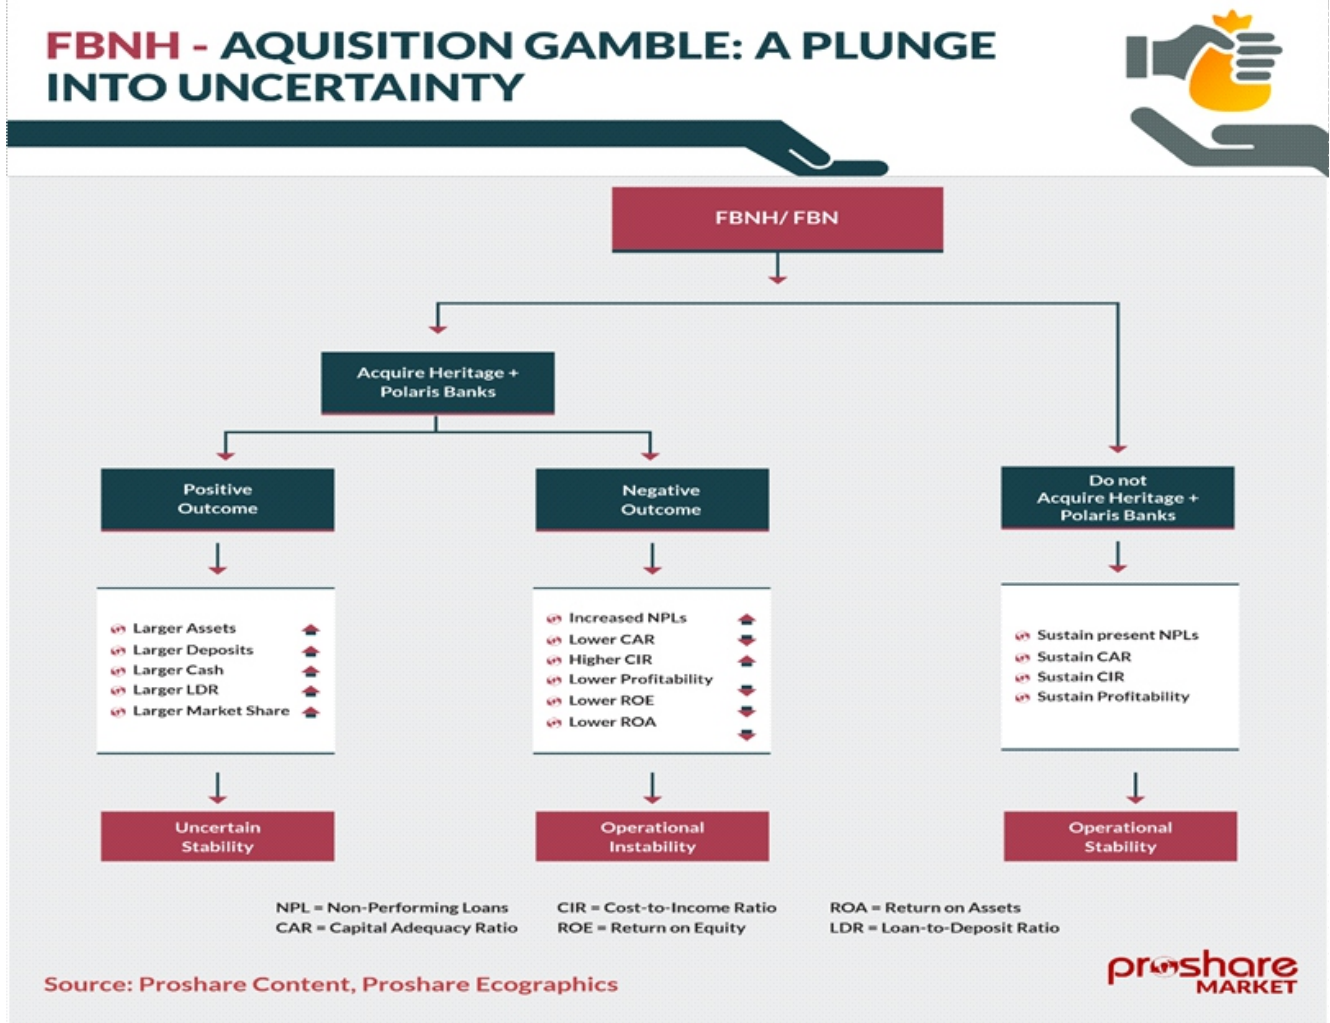 FBNH - AQUISITION GAMBLE: A PLUNGE
INTO UNCERTAINTY
FBNH/ FBN
Acquire Heritage +
Polaris Banks
Positive
Outcome
Negative
Outcome
Do not
Acquire Heritage +
Polaris Banks
Larger Assets
Larger Deposits
Larger Cash
Larger LDR
Larger Market Share
Increased NPLs
Lower CAR
Higher CIR
Lower Profitability
Lower ROE
Lower ROA
Sustain present NPLs
Sustain CAR
Sustain CIR
Sustain Profitability
Uncertain
Stability
Operational
Instability
Operational
Stability
NPL = Non-Performing Loans
CAR = Capital Adequacy Ratio
CIR = Cost-to-Income Ratio
ROE = Return on Equity
ROA = Return on Assets
LDR = Loan-to-Deposit Ratio
Source: Proshare Content, Proshare Ecographics
proshare
MARKET